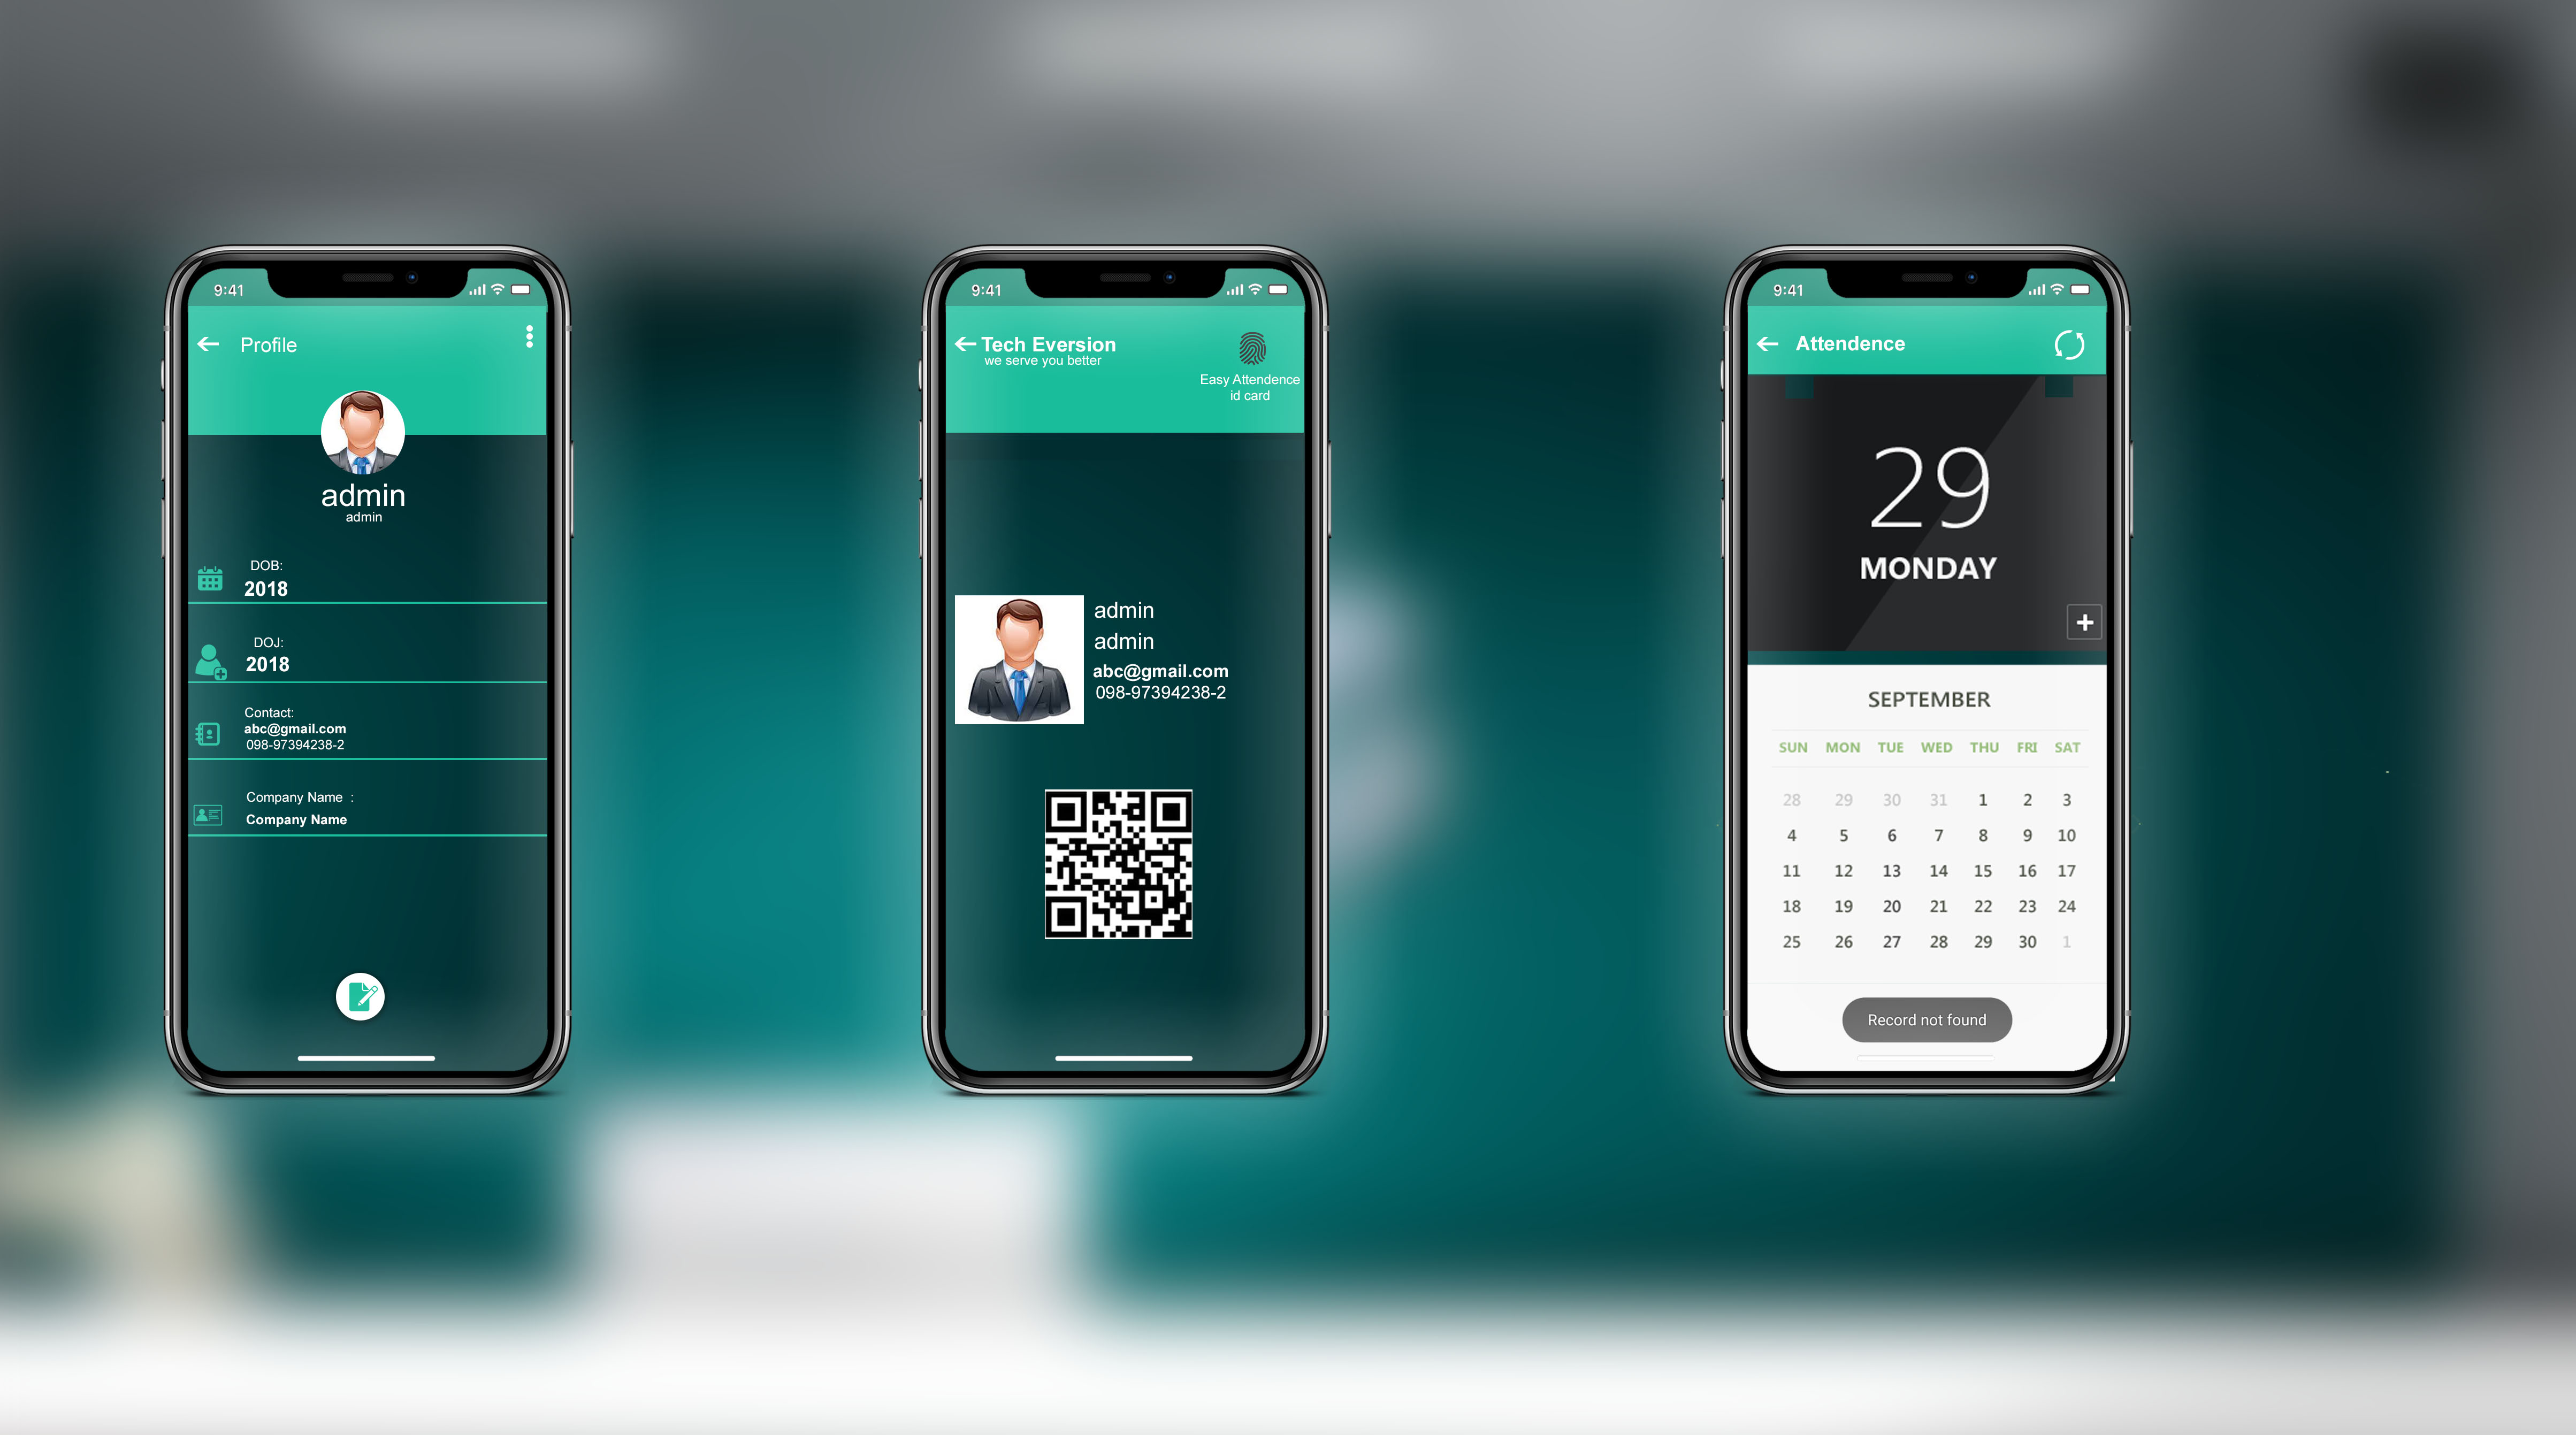 9:41
Profile
admin
admin
DOB:
2018
DOJ:
2018
Contact:
abc@gmail.com
098-97394238-2
Company Name :
Company Name
9:41
Tech Eversion
we serve you better
Easy Attendence
id card
admin
admin
abc@gmail.com
098-97394238-2
9:41
Attendence
29
MONDAY
SEPTEMBER
SUN MON TUE WED THU FRI SAT
28 29 30 31 1 2 3
4 5 6 7 8 9 10
11 12 13 14 15 16 17
18 19 20 21 22 23 24
25 26 27 28 29 30 1
Record not found